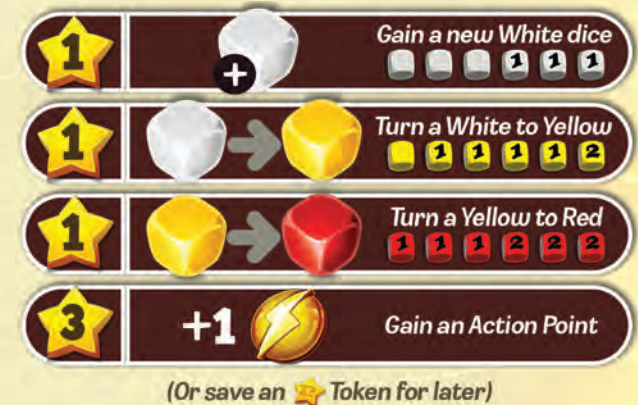 1 + Gain a new White dice
1 1 1
1 Turn a White to Yellow
1 1 1 1 2
1 Turn a Yellow to Red
1 1 1 2 2 2
3 +1 Gain an Action Point
(Or save an Token for later)